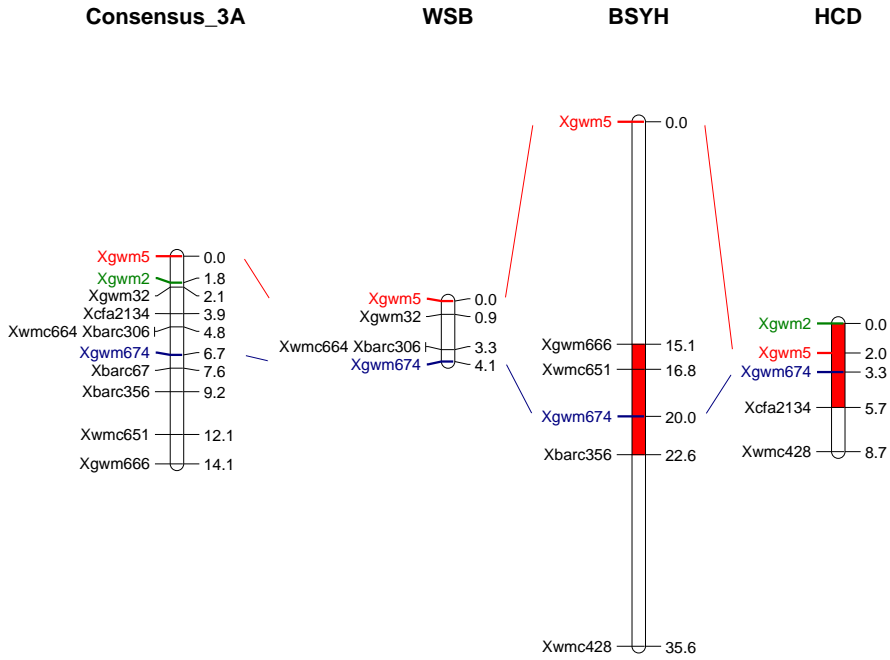 Consensus_3A WSB BSYH HCD
Xgwm5 0.0
Xgwm2 1.8
Xgwm32 2.1
Xcfa2134 3.9
Xwmc664 Xbarc306 4.8
Xgwm674 6.7
Xbarc67 7.6
Xbarc356 9.2
Xwmc651 12.1
Xgwm666 14.1
Xgwm5 0.0
Xgwm32 0.9
Xwmc664 Xbarc306 3.3
Xgwm674 4.1
Xgwm5 0.0
Xgwm666 15.1
Xwmc651 16.8
Xgwm674 20.0
Xbarc356 22.6
Xwmc428 35.6
Xgwm2 0.0
Xgwm5 2.0
Xgwm674 3.3
Xcfa2134 5.7
Xwmc428 8.7